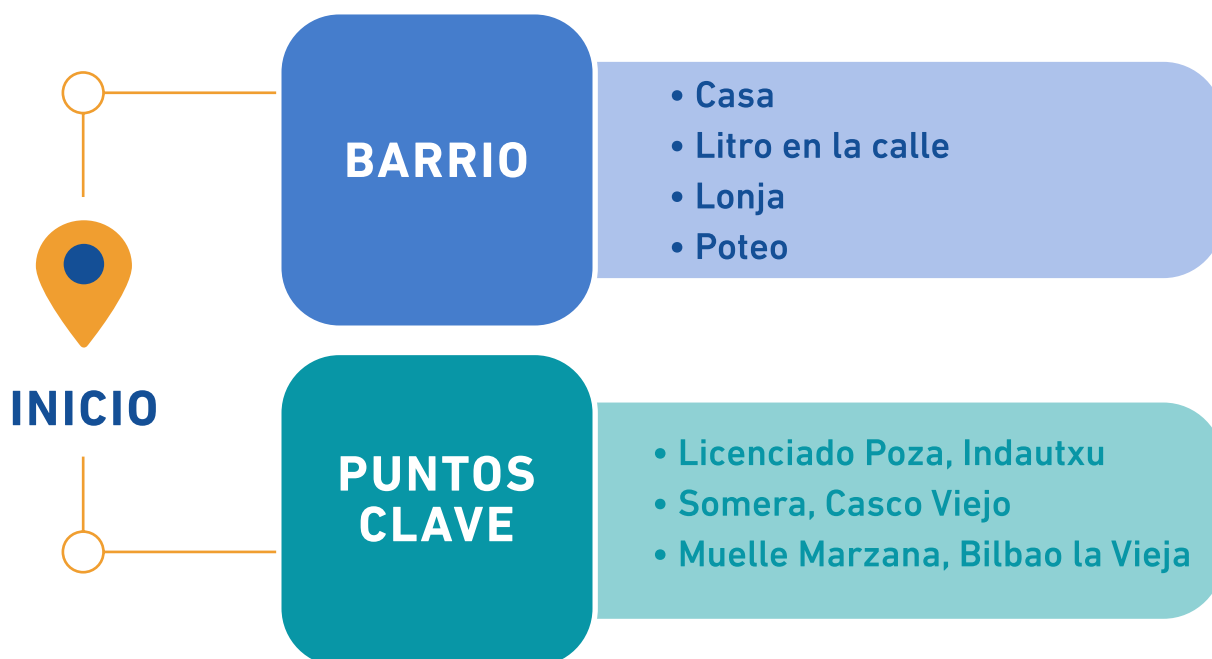 INICIO
BARRIO
• Casa
• Litro en la calle
• Lonja
• Poteo
PUNTOS
CLAVE
• Licenciado Poza, Indautxu
• Somera, Casco Viejo
• Muelle Marzana, Bilbao la Vieja